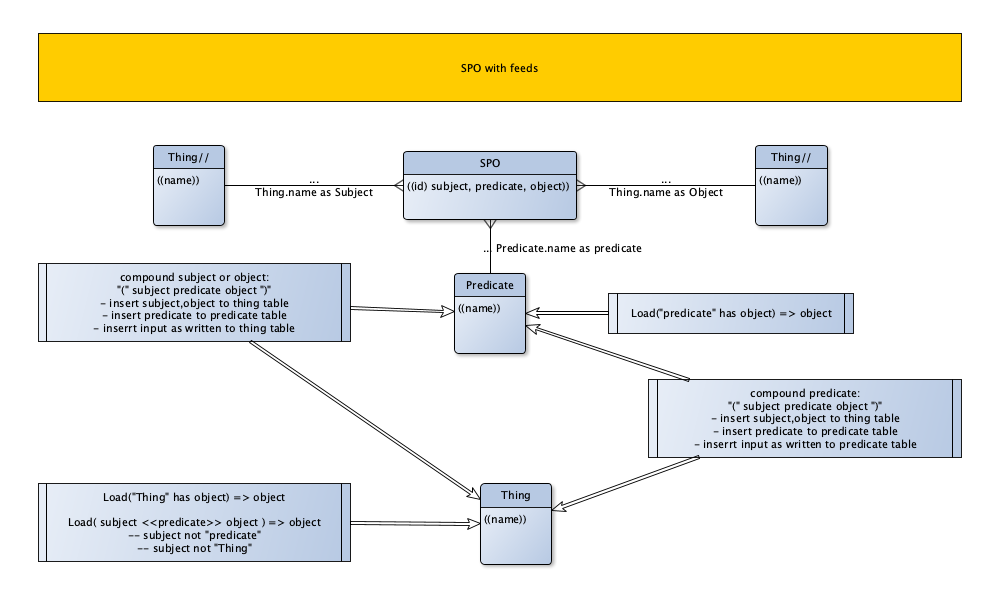 SPO with feeds
Thing//
((name))
...
Thing.name as Subject
SPO
((id) subject, predicate, object))
...
Thing.name as Object
Thing//
((name))
... Predicate.name as predicate
compound subject or object:
"(" subject predicate object ")"
- insert subject,object to thing table
- insert predicate to predicate table
- inserrt input as written to thing table
Predicate
((name))
Load("predicate" has object) => object
compound predicate:
"(" subject predicate object ")"
- insert subject,object to thing table
- insert predicate to predicate table
- inserrt input as written to predicate table
Load("Thing" has object) => object
Load( subject <<predicate>> object ) => object
-- subject not "predicate"
-- subject not "Thing"
Thing
((name))